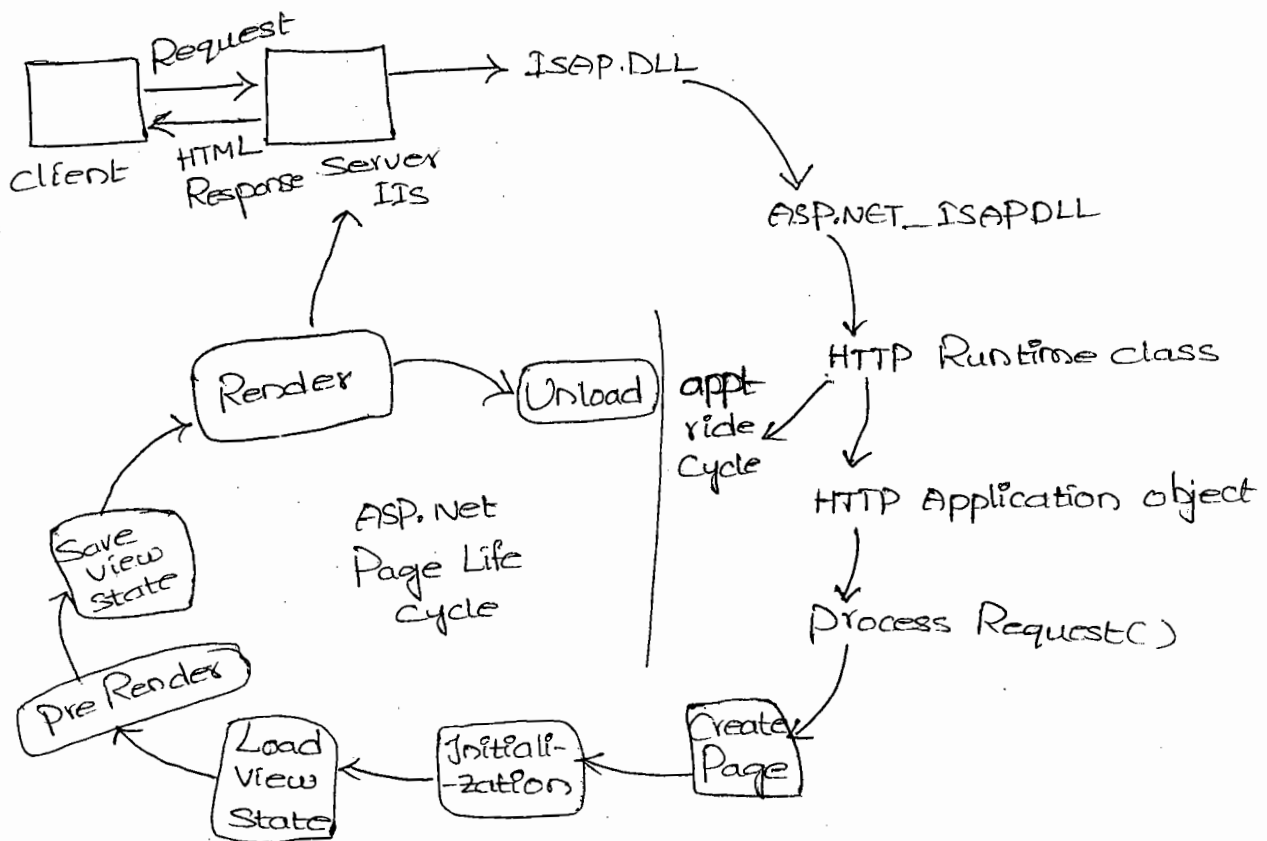 Request
ISAP.DLL
Client
HTML
Response
Server
IIS
ASP.NET_ISAPDLL
HTTP Runtime class
Render
Unload
appt
ride
Cycle
HTTP Application object
ASP.Net
Page Life
Cycle
Save
View
State
Process Request()
Pre Render
Create
Page
Initiali-
-zation
Load
View
State